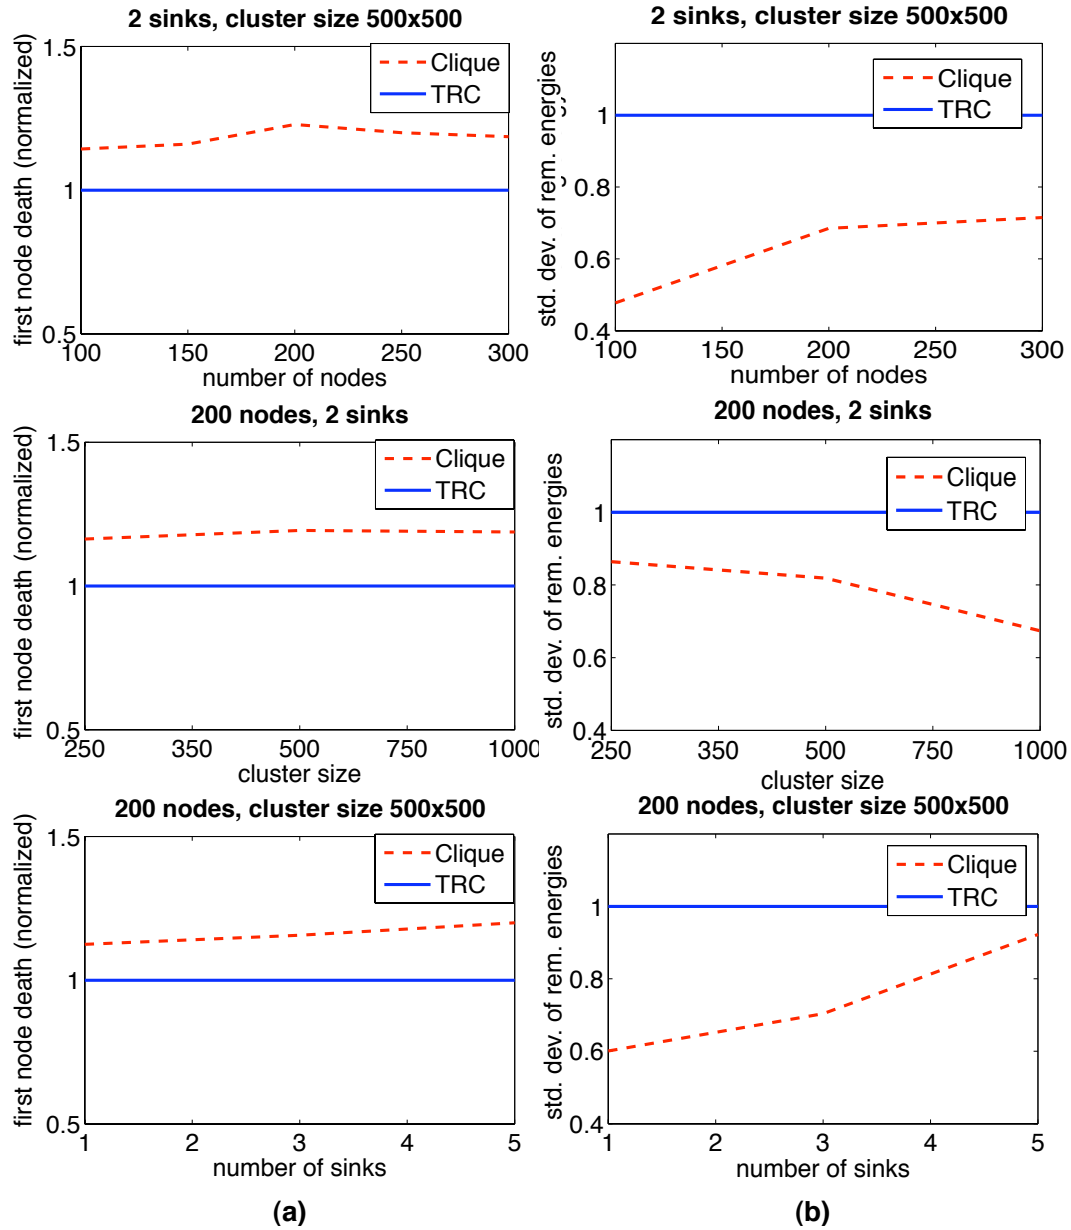 2 sinks, cluster size 500x500
first node death (normalized)
1.5
1
0.5
Clique
TRC
100 150 200 250 300
number of nodes
2 sinks, cluster size 500x500
std. dev. of rem. energies
1
0.8
0.6
0.4
Clique
TRC
100 150 200 250 300
number of nodes
200 nodes, 2 sinks
first node death (normalized)
1.5
1
0.5
Clique
TRC
250 350 500 750 1000
cluster size
200 nodes, 2 sinks
std. dev. of rem. energies
1
0.8
0.6
0.4
Clique
TRC
250 350 500 750 1000
cluster size
200 nodes, cluster size 500x500
first node death (normalized)
1.5
1
0.5
Clique
TRC
1 2 3 4 5
number of sinks
(a)
200 nodes, cluster size 500x500
std. dev. of rem. energies
1
0.8
0.6
0.4
Clique
TRC
1 2 3 4 5
number of sinks
(b)